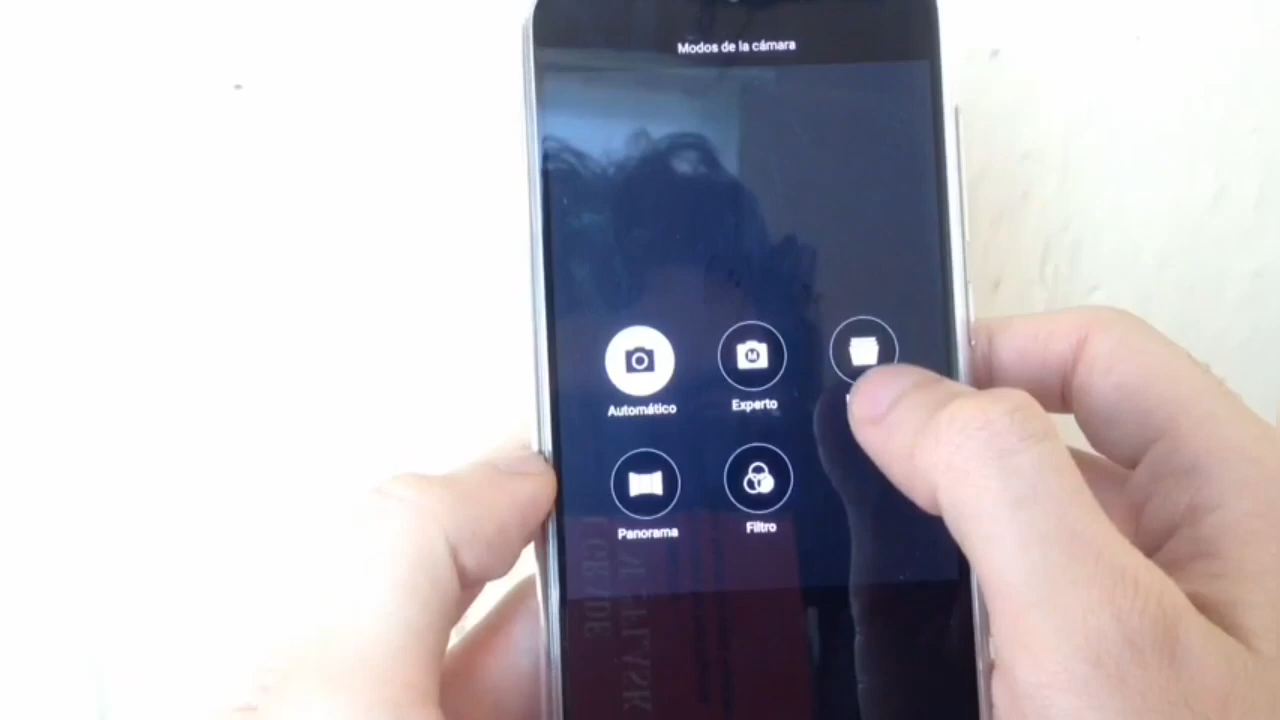 Modos de la cámara
M
Automático
Experto
Panorama
Filtro